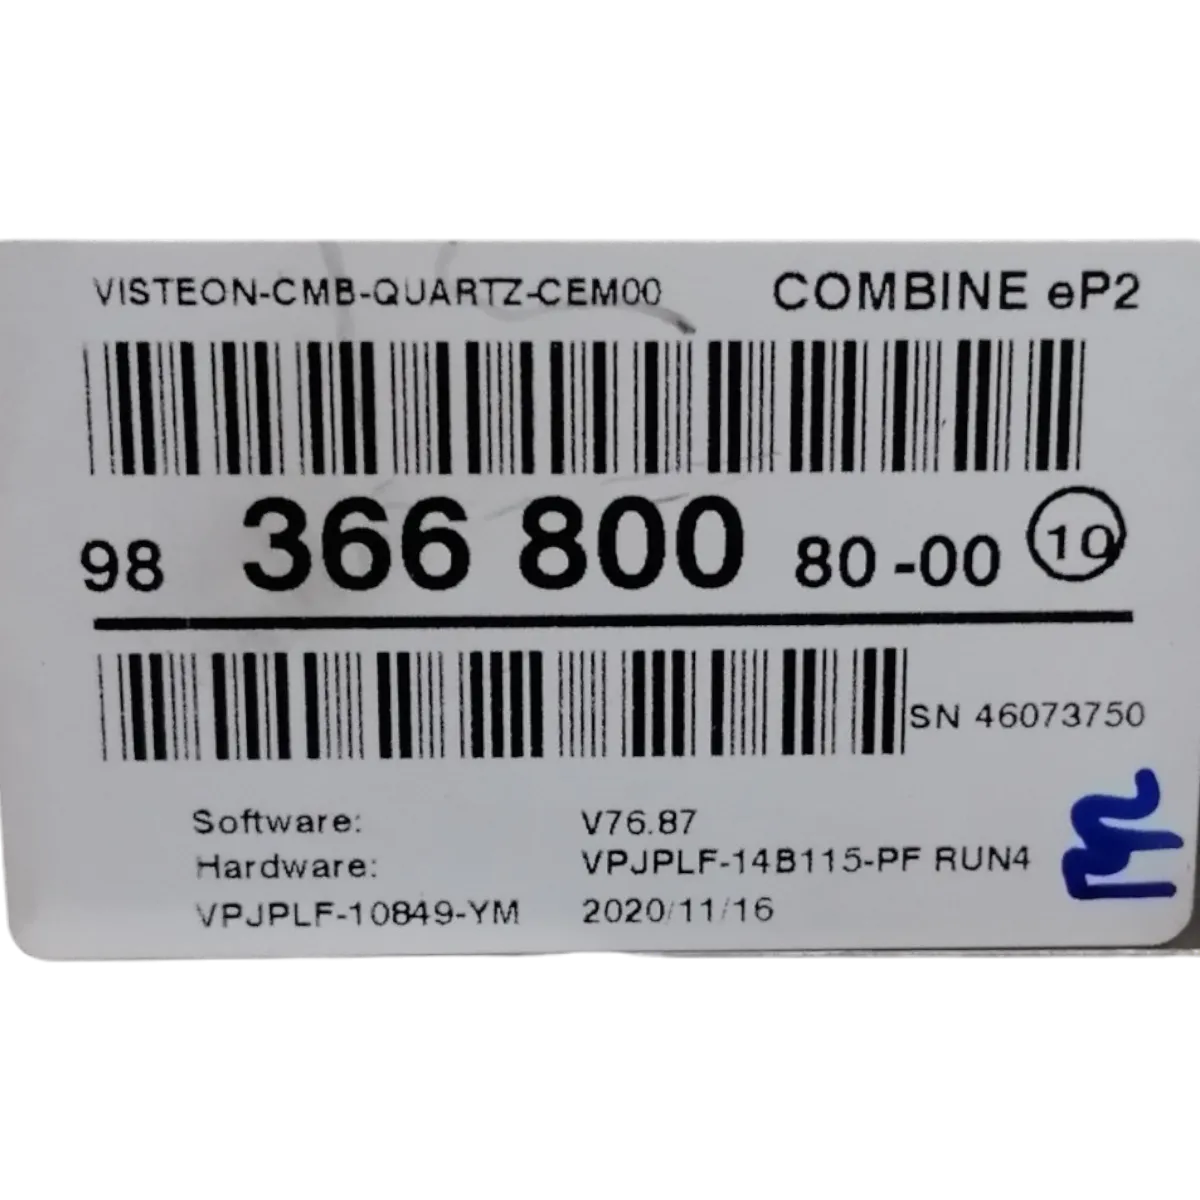 VISTEON-CMB-QUARTZ-CEM00 COMBINE eP2
98 366 800 80-00 10
SN 46073750
Software: V76.87
Hardware: VPJPLF-14B115-PF RUN4
VPJPLF-10849-YM 2020/11/16